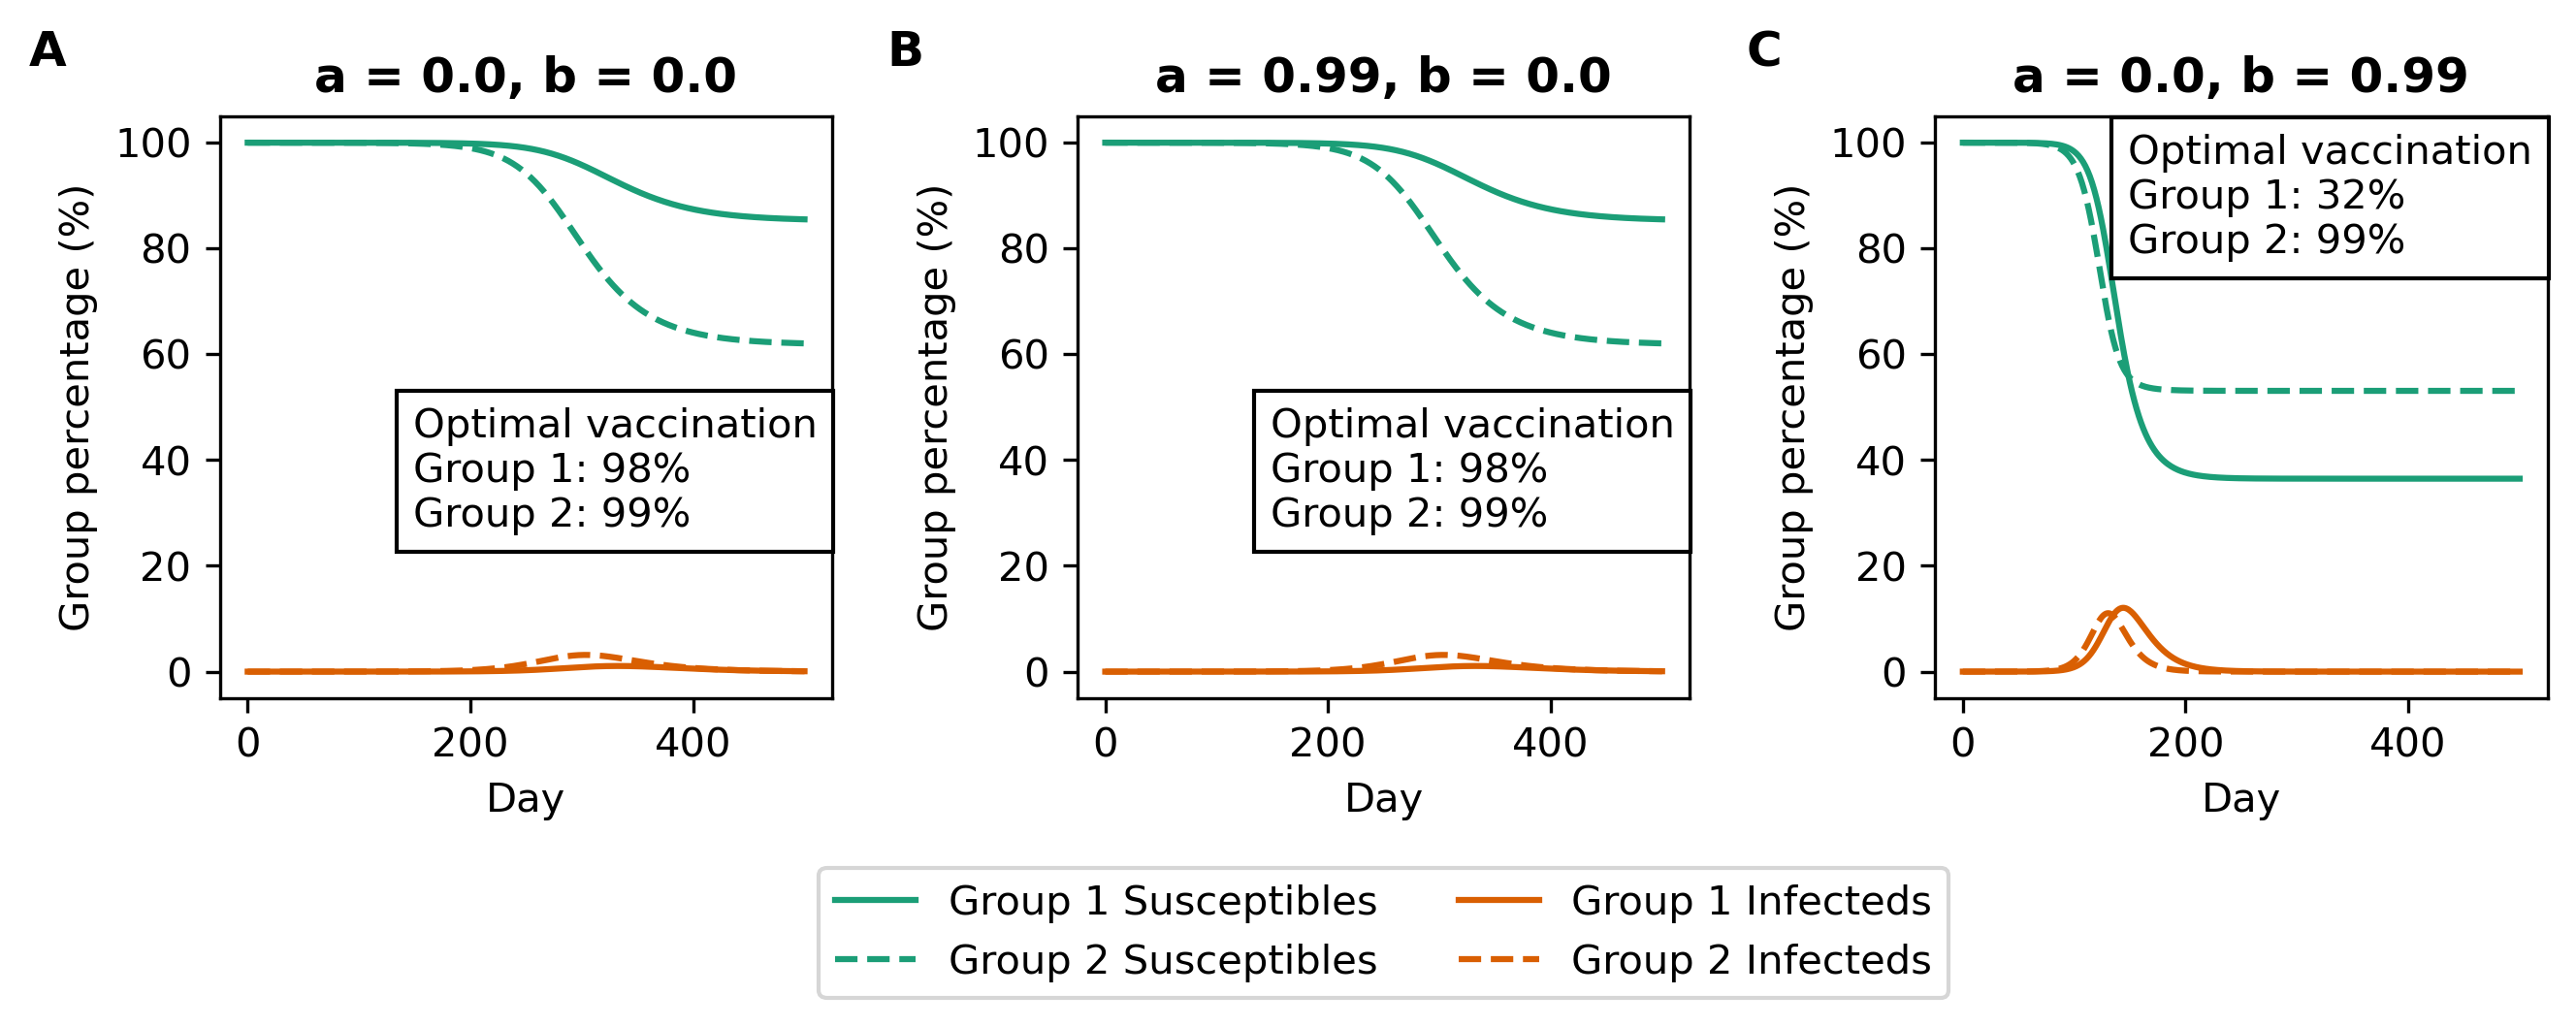 A
a = 0.0, b = 0.0
Group percentage (%)
100
80
60
40
20
0
Optimal vaccination
Group 1: 98%
Group 2: 99%
0 200 400
Day
B
a = 0.99, b = 0.0
Group percentage (%)
100
80
60
40
20
0
Optimal vaccination
Group 1: 98%
Group 2: 99%
0 200 400
Day
C
a = 0.0, b = 0.99
Group percentage (%)
100
80
60
40
20
0
Optimal vaccination
Group 1: 32%
Group 2: 99%
0 200 400
Day
Group 1 Susceptibles
Group 2 Susceptibles
Group 1 Infecteds
Group 2 Infecteds